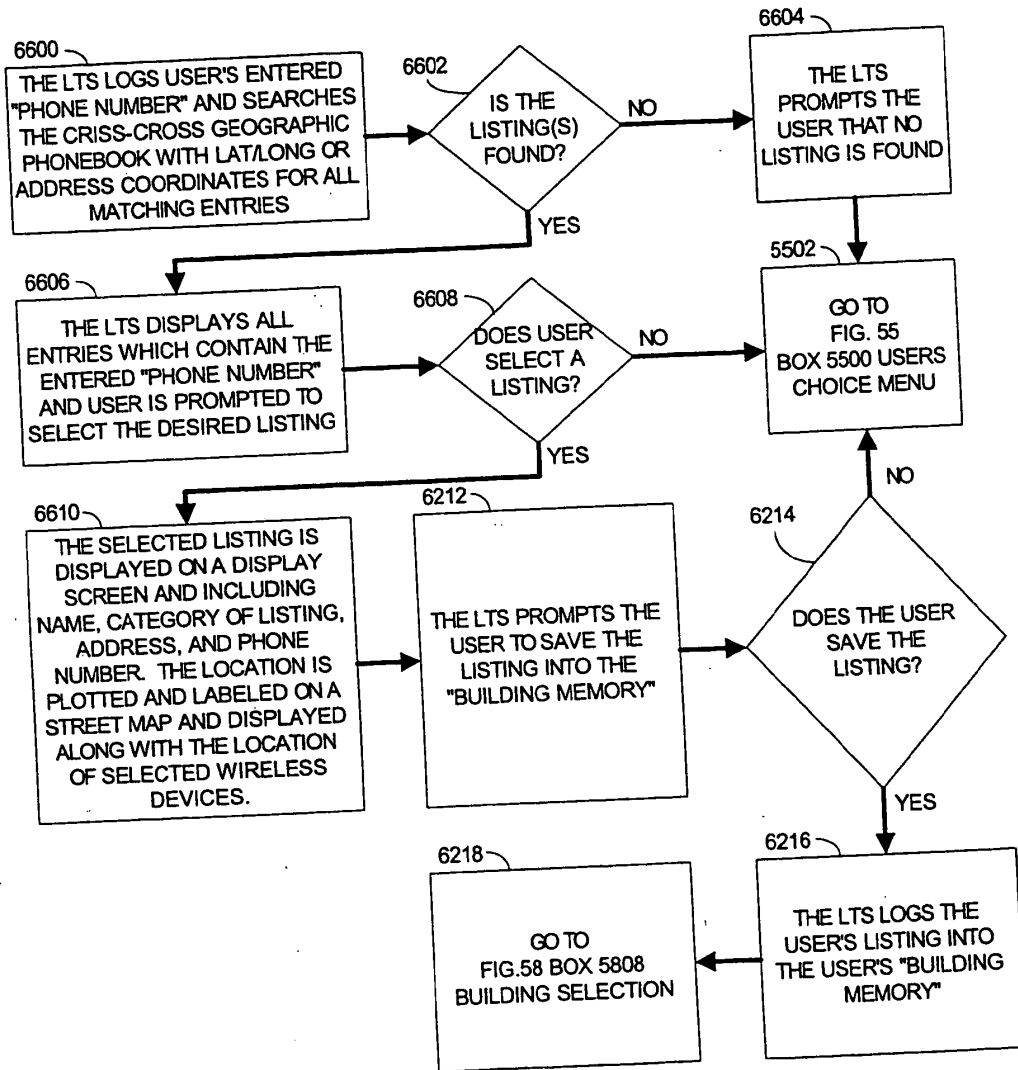 6600
THE LTS LOGS USER'S ENTERED
"PHONE NUMBER" AND SEARCHES
THE CRISS-CROSS GEOGRAPHIC
PHONEBOOK WITH LAT/LONG OR
ADDRESS COORDINATES FOR ALL
MATCHING ENTRIES
6602
IS THE
LISTING(S)
FOUND?
NO
YES
6604
THE LTS
PROMPTS THE
USER THAT NO
LISTING IS FOUND
6606
THE LTS DISPLAYS ALL
ENTRIES WHICH CONTAIN THE
ENTERED "PHONE NUMBER"
AND USER IS PROMPTED TO
SELECT THE DESIRED LISTING
6608
DOES USER
SELECT A
LISTING?
NO
YES
5502
GO TO
FIG. 55
BOX 5500 USERS
CHOICE MENU
6610
THE SELECTED LISTING IS
DISPLAYED ON A DISPLAY
SCREEN AND INCLUDING
NAME, CATEGORY OF LISTING,
ADDRESS, AND PHONE
NUMBER. THE LOCATION IS
PLOTTED AND LABELED ON A
STREET MAP AND DISPLAYED
ALONG WITH THE LOCATION
OF SELECTED WIRELESS
DEVICES.
6212
THE LTS PROMPTS THE
USER TO SAVE THE
LISTING INTO THE
"BUILDING MEMORY"
6214
DOES THE USER
SAVE THE
LISTING?
NO
YES
6216
THE LTS LOGS THE
USER'S LISTING INTO
THE USER'S "BUILDING
MEMORY"
6218
GO TO
FIG.58 BOX 5808
BUILDING SELECTION